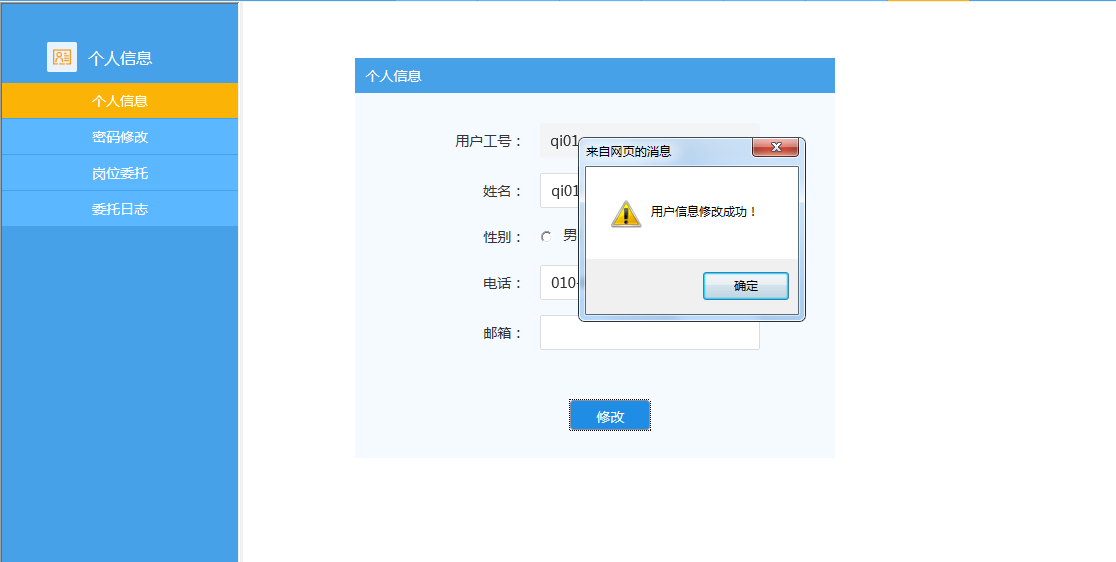 个人信息
个人信息
密码修改
岗位委托
委托日志
个人信息
用户工号：
qi01
姓名：
qi01
性别：
男
电话：
010-
邮箱：
修改
来自网页的消息
用户信息修改成功！
确定